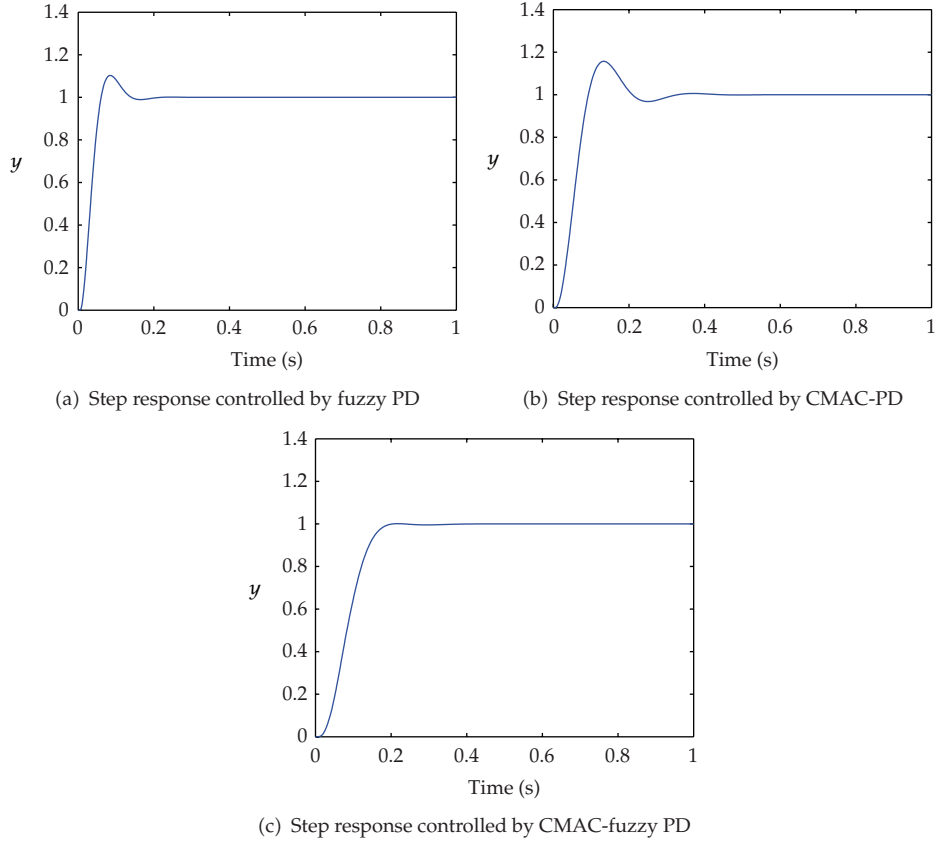 1.4
1.2
1
0.8
0.6
0.4
0.2
0
y
0 0.2 0.4 0.6 0.8 1
Time (s)
(a) Step response controlled by fuzzy PD
1.4
1.2
1
0.8
0.6
0.4
0.2
0
y
0 0.2 0.4 0.6 0.8 1
Time (s)
(b) Step response controlled by CMAC-PD
1.4
1.2
1
0.8
0.6
0.4
0.2
0
y
0 0.2 0.4 0.6 0.8 1
Time (s)
(c) Step response controlled by CMAC-fuzzy PD